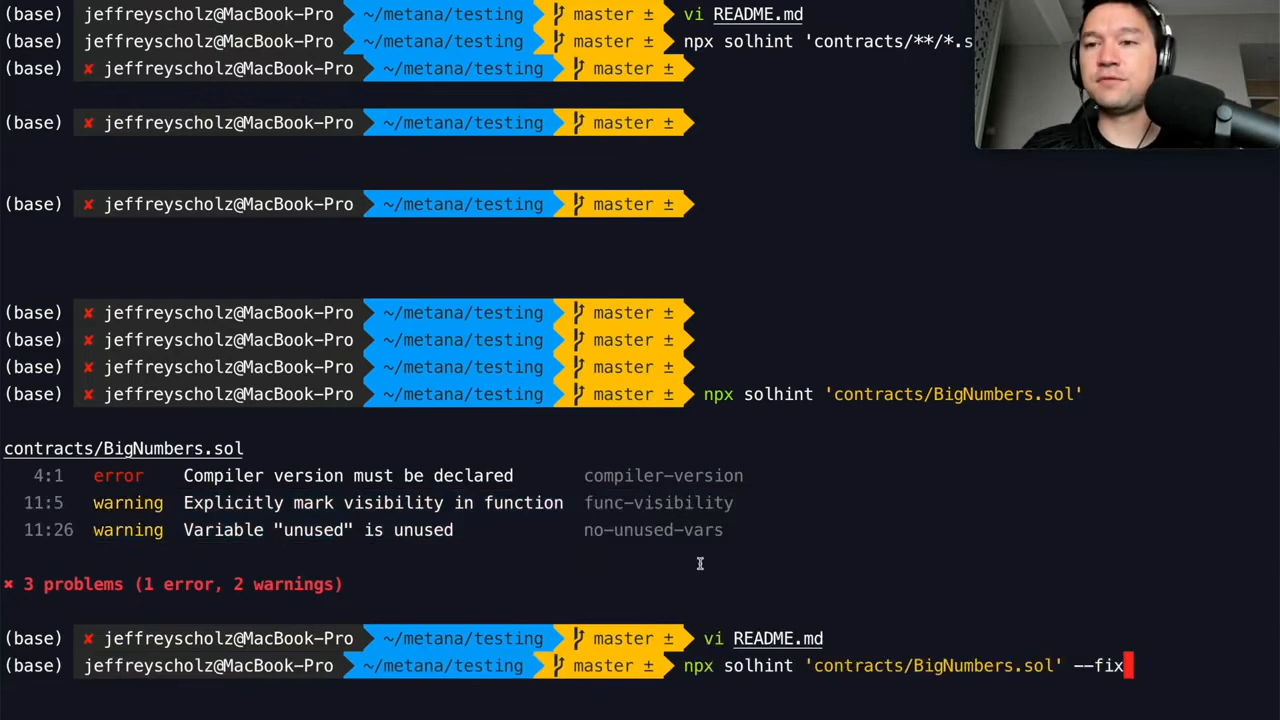 (base) jeffreyscholz@MacBook-Pro ~/metana/testing master ± vi README.md
(base) jeffreyscholz@MacBook-Pro ~/metana/testing master ± npx solhint 'contracts/**/*.s
(base) ✘ jeffreyscholz@MacBook-Pro ~/metana/testing master ±
(base) ✘ jeffreyscholz@MacBook-Pro ~/metana/testing master ±
(base) ✘ jeffreyscholz@MacBook-Pro ~/metana/testing master ±
(base) ✘ jeffreyscholz@MacBook-Pro ~/metana/testing master ±
(base) ✘ jeffreyscholz@MacBook-Pro ~/metana/testing master ±
(base) ✘ jeffreyscholz@MacBook-Pro ~/metana/testing master ±
(base) ✘ jeffreyscholz@MacBook-Pro ~/metana/testing master ± npx solhint 'contracts/BigNumbers.sol'
contracts/BigNumbers.sol
4:1 error Compiler version must be declared compiler-version
11:5 warning Explicitly mark visibility in function func-visibility
11:26 warning Variable "unused" is unused no-unused-vars
✖ 3 problems (1 error, 2 warnings)
(base) ✘ jeffreyscholz@MacBook-Pro ~/metana/testing master ± vi README.md
(base) jeffreyscholz@MacBook-Pro ~/metana/testing master ± npx solhint 'contracts/BigNumbers.sol' --fix